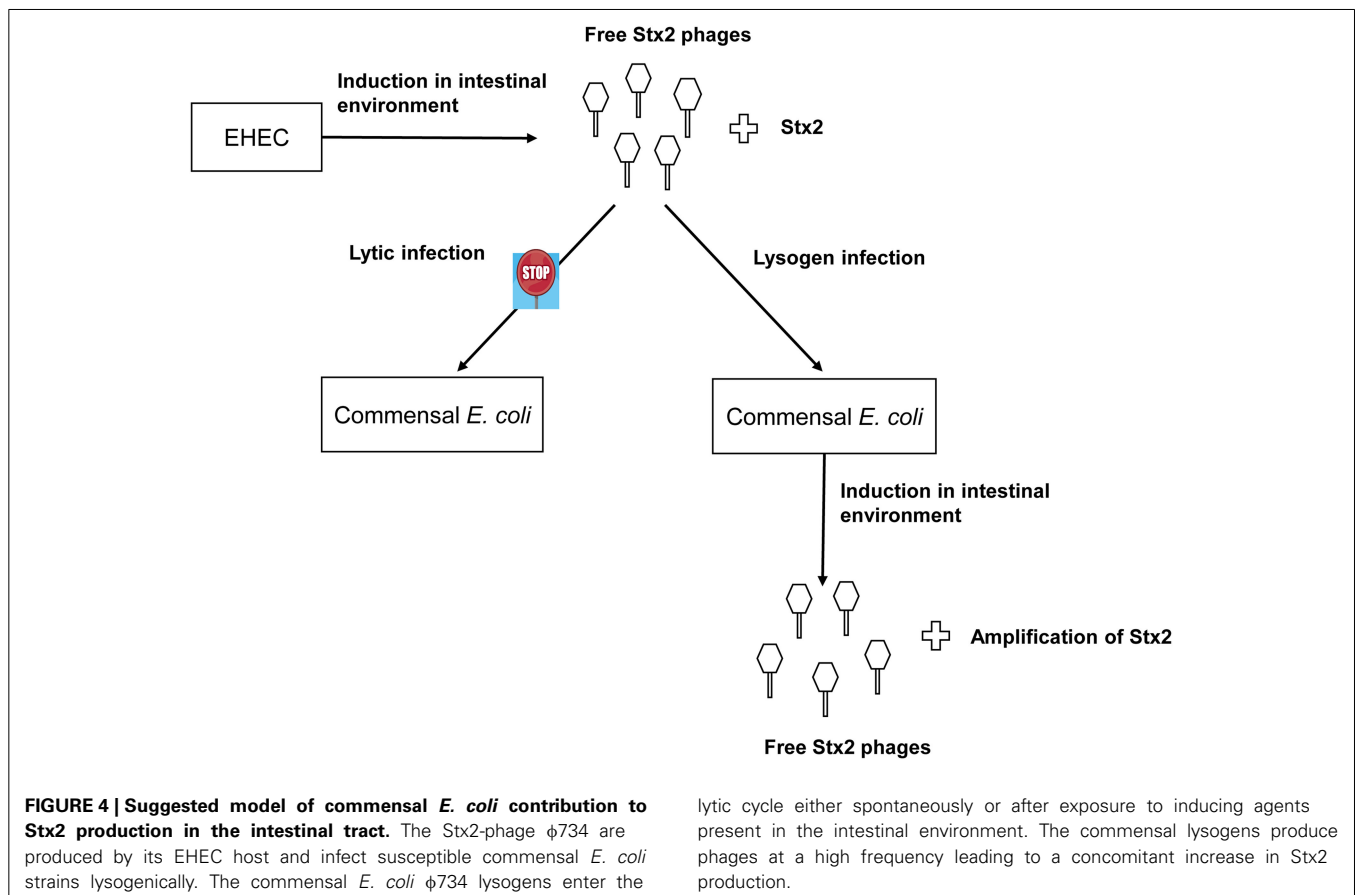 Free Stx2 phages
Induction in intestinal
environment
EHEC
Stx2
Lytic infection
STOP
Lysogen infection
Commensal E. coli
Commensal E. coli
Induction in intestinal
environment
Amplification of Stx2
Free Stx2 phages
FIGURE 4 | Suggested model of commensal E. coli contribution to
Stx2 production in the intestinal tract. The Stx2-phage ϕ734 are
produced by its EHEC host and infect susceptible commensal E. coli
strains lysogenically. The commensal E. coli ϕ734 lysogens enter the
lytic cycle either spontaneously or after exposure to inducing agents
present in the intestinal environment. The commensal lysogens produce
phages at a high frequency leading to a concomitant increase in Stx2
production.